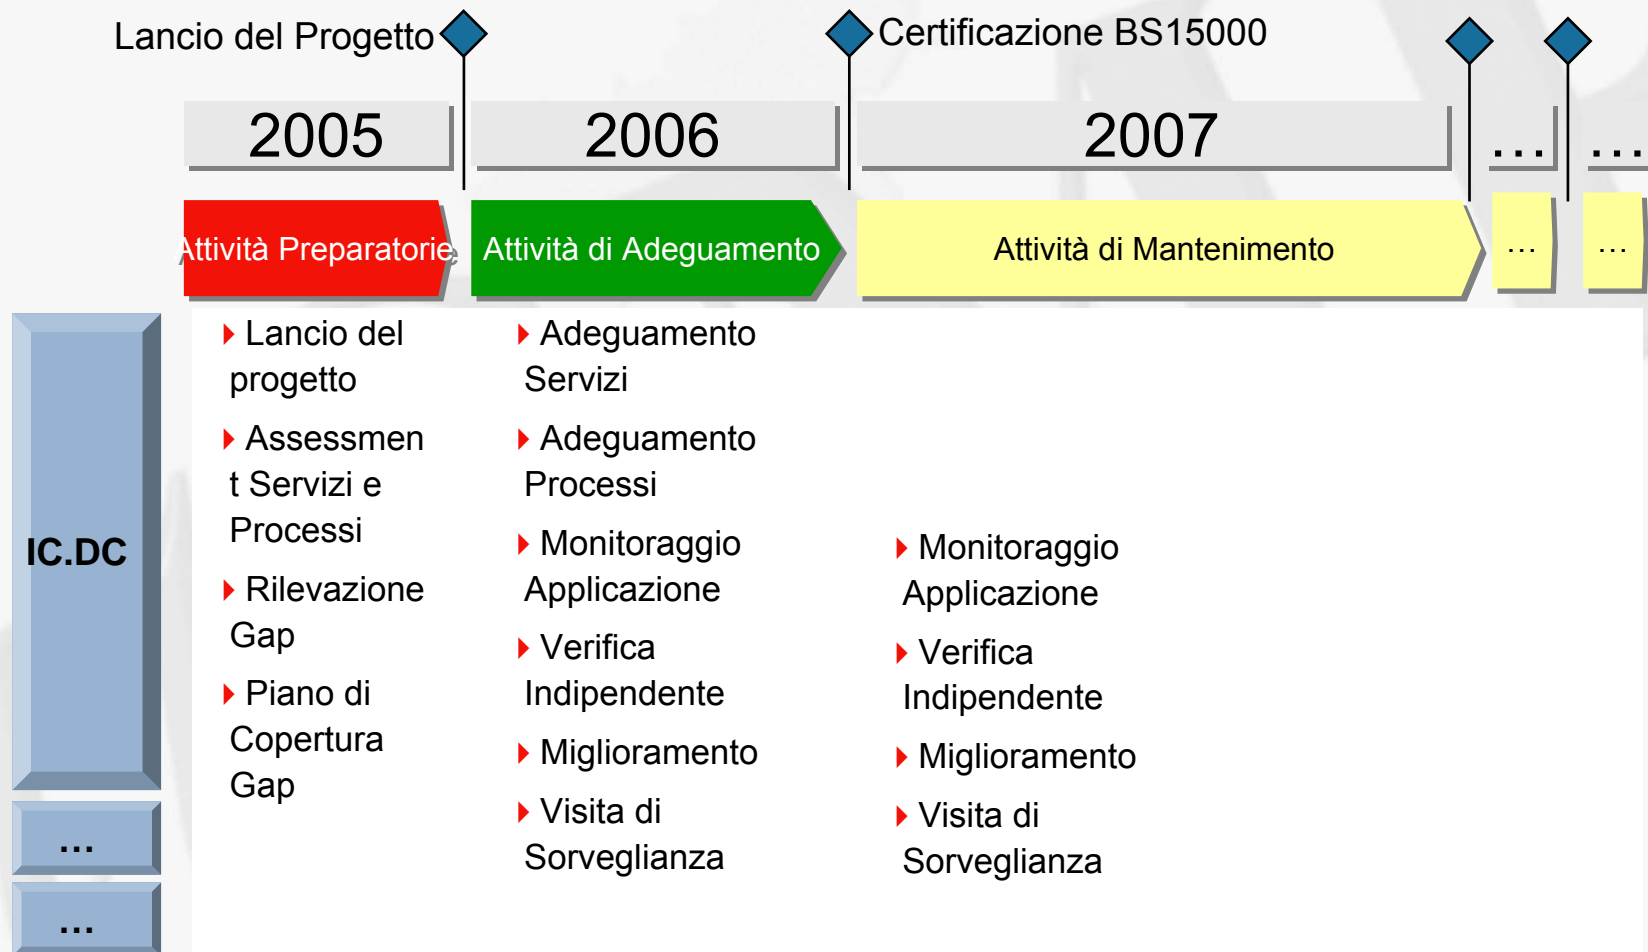 Lancio del Progetto
Certificazione BS15000
2005
2006
2007
...
...
Attività Preparatorie
Attività di Adeguamento
Attività di Mantenimento
...
...
IC.DC
...
...
Lancio del
progetto
Assessmen
t Servizi e
Processi
Rilevazione
Gap
Piano di
Copertura
Gap
Adeguamento
Servizi
Adeguamento
Processi
Monitoraggio
Applicazione
Verifica
Indipendente
Miglioramento
Visita di
Sorveglianza
Monitoraggio
Applicazione
Verifica
Indipendente
Miglioramento
Visita di
Sorveglianza